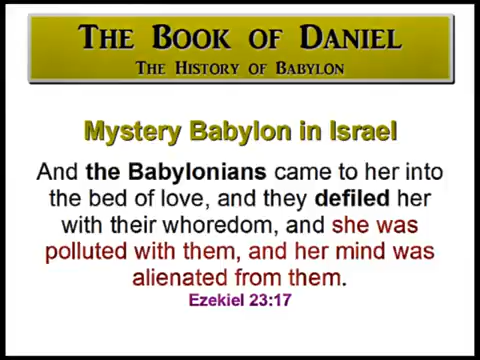 The Book of Daniel
The History of Babylon
Mystery Babylon in Israel
And the Babylonians came to her into
the bed of love, and they defiled her
with their whoredom, and she was
polluted with them, and her mind was
alienated from them.
Ezekiel 23:17